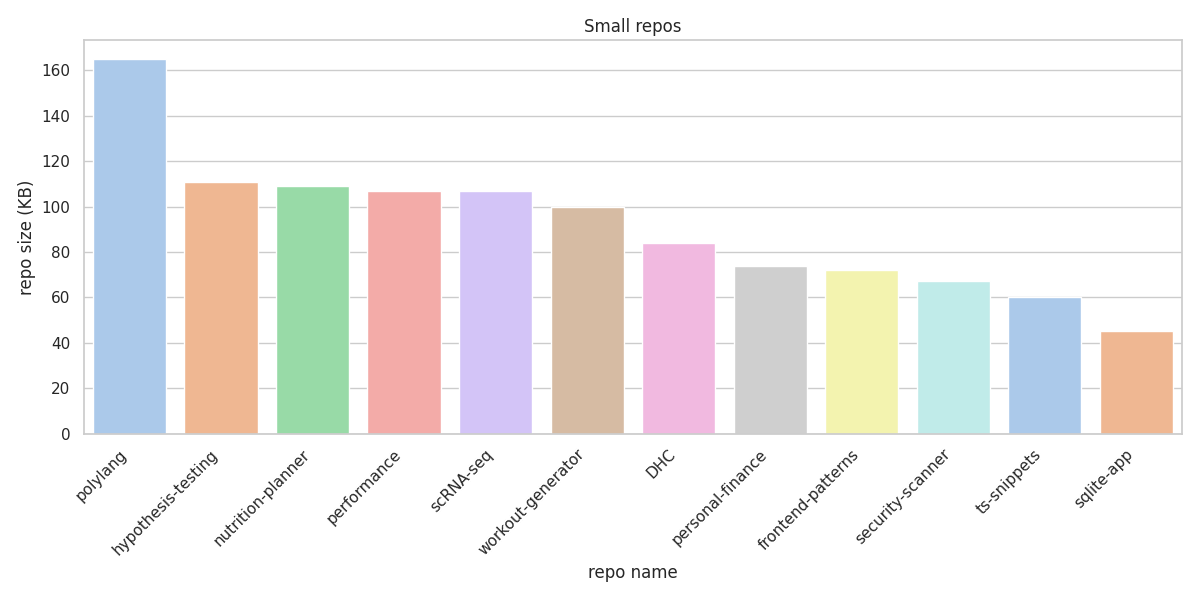 Small repos
repo size (KB)
160
140
120
100
80
60
40
20
0
polylang
hypothesis-testing
nutrition-planner
performance
scRNA-seq
workout-generator
DHC
personal-finance
frontend-patterns
security-scanner
ts-snippets
sqlite-app
repo name